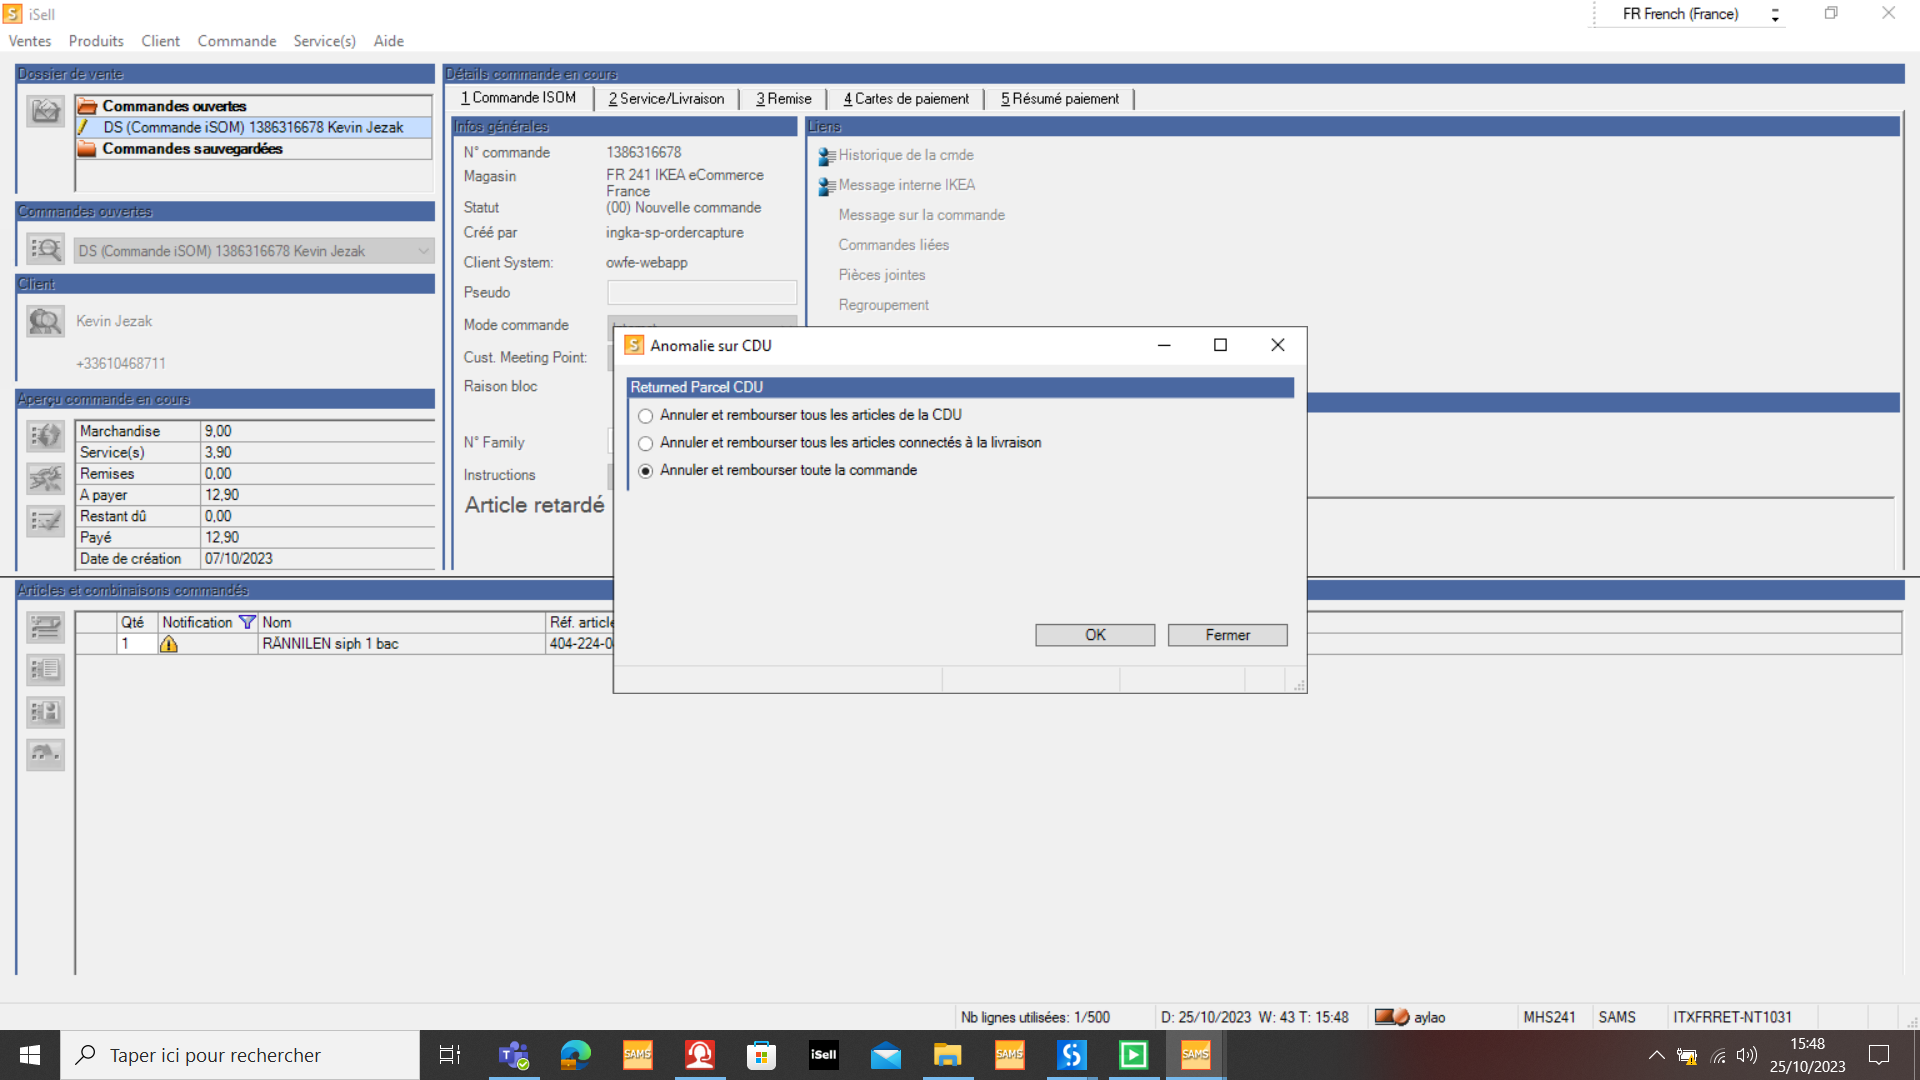 iSell
FR French (France)
Ventes Produits Client Commande Service(s) Aide
Dossier de vente
Commandes ouvertes
DS (Commande iSOM) 1386316678 Kevin Jezak
Commandes sauvegardées
Commandes ouvertes
DS (Commande iSOM) 1386316678 Kevin Jezak
Client
Kevin Jezak
+33610468711
Aperçu commande en cours
Marchandise 9,00
Service(s) 3,90
Remises 0,00
A payer 12,90
Restant dû 0,00
Payé 12,90
Date de création 07/10/2023
Détails commande en cours
1 Commande ISOM 2 Service/Livraison 3 Remise 4 Cartes de paiement 5 Résumé paiement
Infos générales
N° commande 1386316678
Magasin FR 241 IKEA eCommerce
France
Statut (00) Nouvelle commande
Créé par ingka-sp-ordercapture
Client System: owfe-webapp
Pseudo
Mode commande
Cust. Meeting Point:
Raison bloc
N° Family
Instructions
Article retardé
Liens
Historique de la cmde
Message interne IKEA
Message sur la commande
Commandes liées
Pièces jointes
Regroupement
S Anomalie sur CDU
Returned Parcel CDU
Annuler et rembourser tous les articles de la CDU
Annuler et rembourser tous les articles connectés à la livraison
Annuler et rembourser toute la commande
OK Fermer
Articles et combinaisons commandés
Qté Notification Nom Réf. article
1 RÄNNILEN siph 1 bac 404-224-0
Nb lignes utilisées: 1/500 D: 25/10/2023 W: 43 T: 15:48 aylao MHS241 SAMS ITXFRRET-NT1031
Taper ici pour rechercher
SAMS iSell SAMS SAMS
15:48
25/10/2023